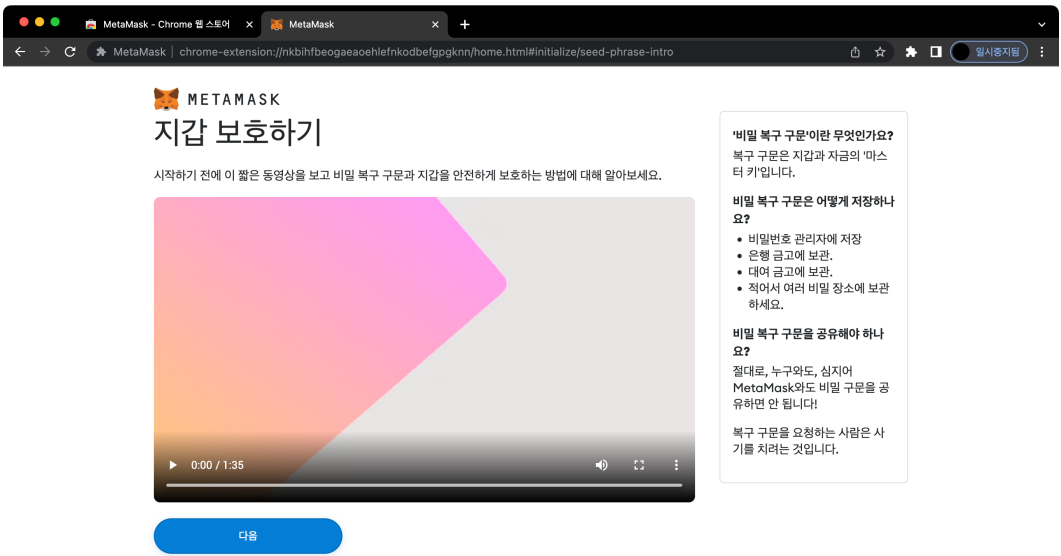 MetaMask - Chrome 웹 스토어
MetaMask
MetaMask | chrome-extension://nkbihfbeogaeaoehlefnkodbefgpgknn/home.html#initialize/seed-phrase-intro
일시중지됨
METAMASK
지갑 보호하기
시작하기 전에 이 짧은 동영상을 보고 비밀 복구 구문과 지갑을 안전하게 보호하는 방법에 대해 알아보세요.
0:00 / 1:35
다음
'비밀 복구 구문'이란 무엇인가요?
복구 구문은 지갑과 자금의 '마스
터 키'입니다.
비밀 복구 구문은 어떻게 저장하나
요?
• 비밀번호 관리자에 저장
• 은행 금고에 보관.
• 대여 금고에 보관.
• 적어서 여러 비밀 장소에 보관
하세요.
비밀 복구 구문을 공유해야 하나
요?
절대로, 누구와도, 심지어
MetaMask와도 비밀 구문을 공
유하면 안 됩니다!
복구 구문을 요청하는 사람은 사
기를 치려는 것입니다.